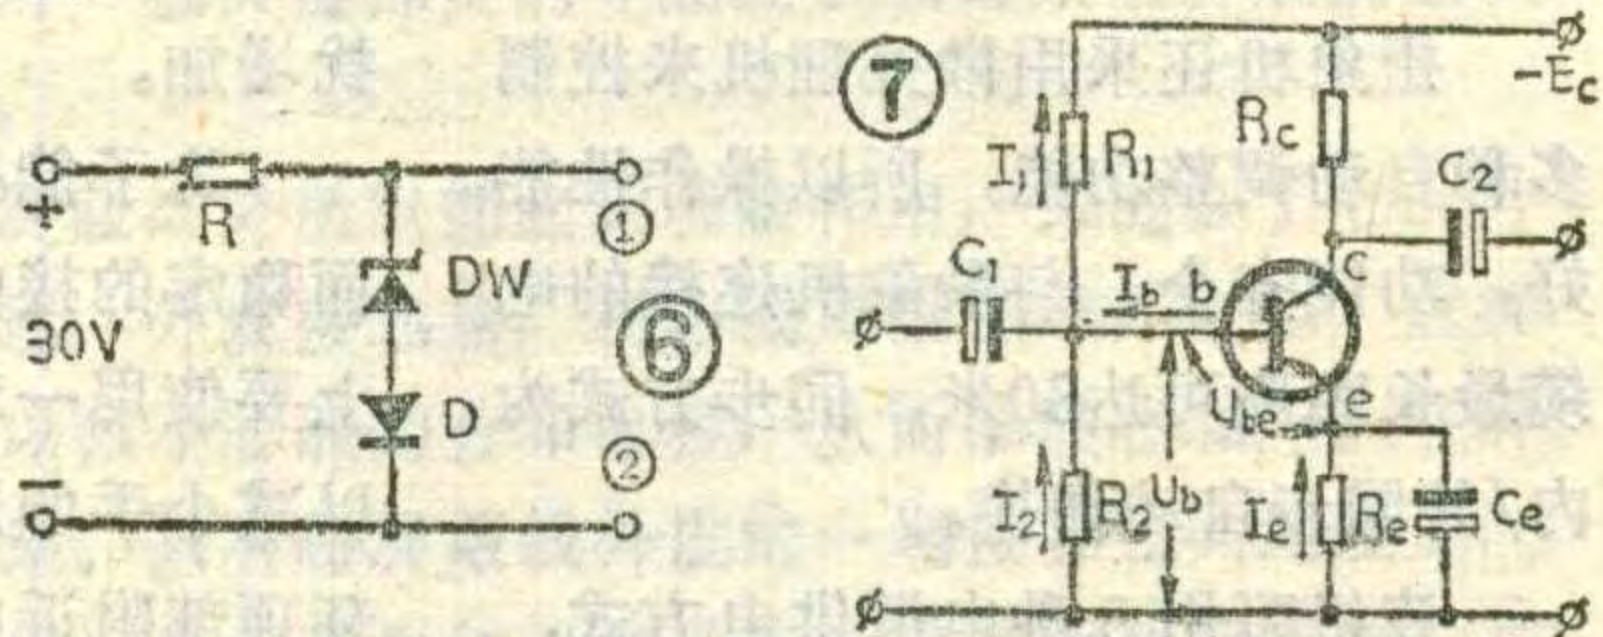 +
R
DW
30V
D
−
①
②
⑥
⑦
-Ec
I₁
R₁
Rc
C₂
C₁
Ib
b
c
Ube
e
I₂
R₂
Ub
Ie
Re
Ce